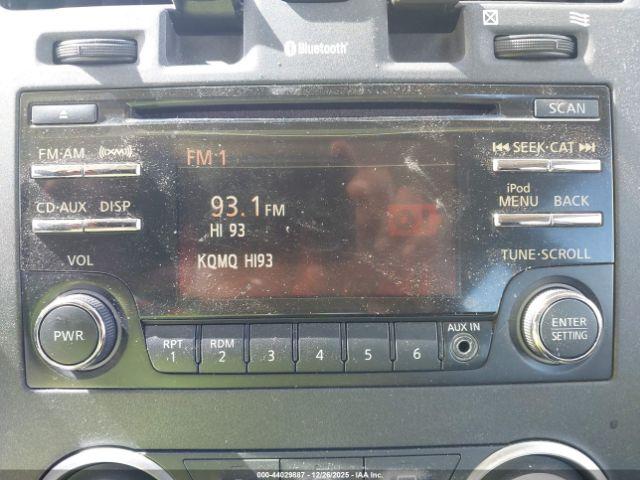 Bluetooth®
SCAN
FM·AM (((XM)))
SEEK·CAT
CD·AUX DISP
iPod
MENU BACK
VOL
TUNE·SCROLL
FM 1
93.1 FM
HI 93
KQMQ HI93
PWR
RPT 1
RDM 2
3
4
5
6
AUX IN
ENTER
SETTING
00-44029887 - 12/26/2025 - IAA Inc.